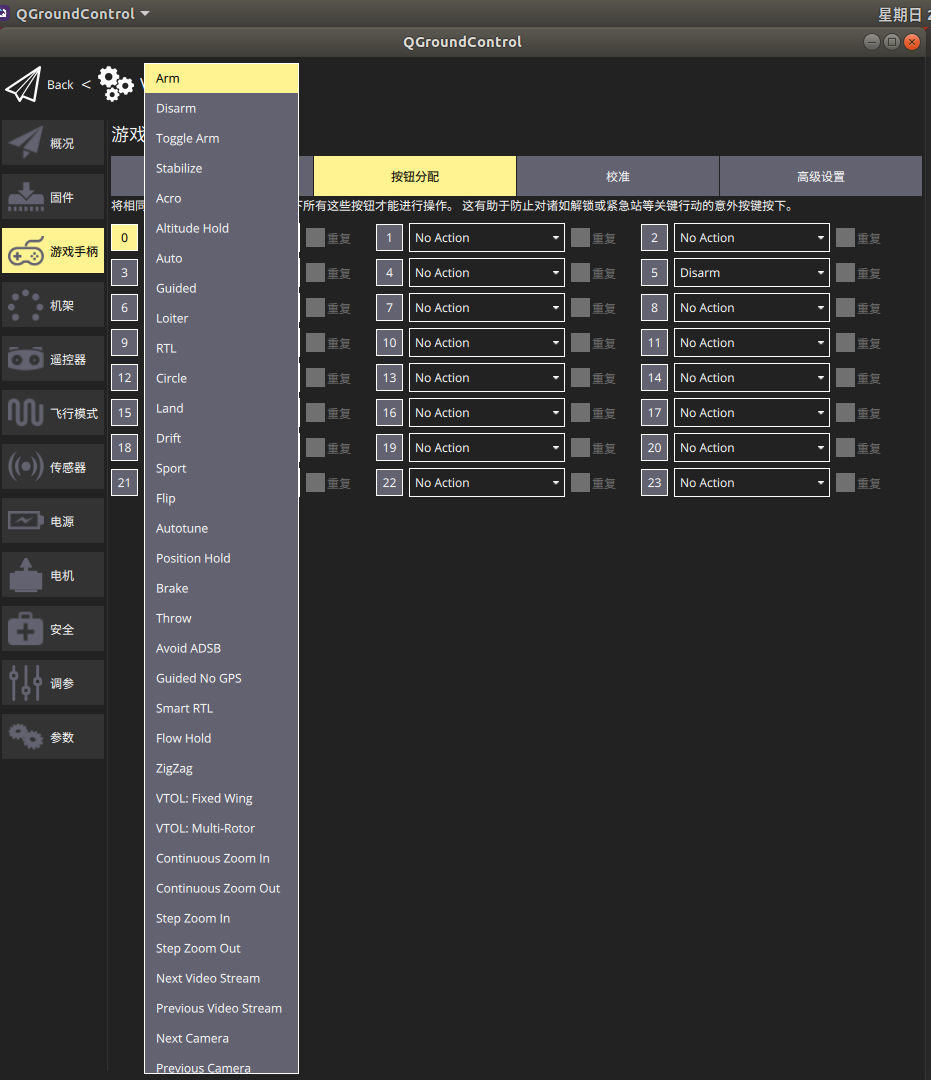 QGroundControl
星期日 2
QGroundControl
Back <
概况
固件
游戏手柄
机架
遥控器
飞行模式
传感器
电源
电机
安全
调参
参数
游戏
按钮分配
校准
高级设置
将相同
下所有这些按钮才能进行操作。 这有助于防止对诸如解锁或紧急站等关键行动的意外按键按下。
0 重复 1 No Action 重复 2 No Action 重复
3 重复 4 No Action 重复 5 Disarm 重复
6 重复 7 No Action 重复 8 No Action 重复
9 重复 10 No Action 重复 11 No Action 重复
12 重复 13 No Action 重复 14 No Action 重复
15 重复 16 No Action 重复 17 No Action 重复
18 重复 19 No Action 重复 20 No Action 重复
21 重复 22 No Action 重复 23 No Action 重复
Arm
Disarm
Toggle Arm
Stabilize
Acro
Altitude Hold
Auto
Guided
Loiter
RTL
Circle
Land
Drift
Sport
Flip
Autotune
Position Hold
Brake
Throw
Avoid ADSB
Guided No GPS
Smart RTL
Flow Hold
ZigZag
VTOL: Fixed Wing
VTOL: Multi-Rotor
Continuous Zoom In
Continuous Zoom Out
Step Zoom In
Step Zoom Out
Next Video Stream
Previous Video Stream
Next Camera
Previous Camera